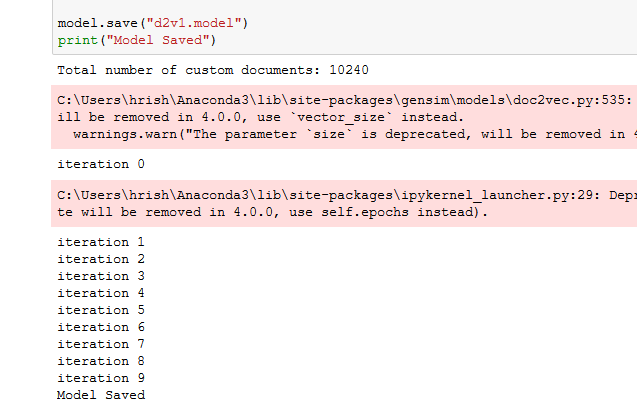 model.save("d2v1.model")
print("Model Saved")
Total number of custom documents: 10240
C:\Users\hrish\Anaconda3\lib\site-packages\gensim\models\doc2vec.py:535:
ill be removed in 4.0.0, use `vector_size` instead.
warnings.warn("The parameter `size` is deprecated, will be removed in
iteration 0
C:\Users\hrish\Anaconda3\lib\site-packages\ipykernel_launcher.py:29: Depr
te will be removed in 4.0.0, use self.epochs instead).
iteration 1
iteration 2
iteration 3
iteration 4
iteration 5
iteration 6
iteration 7
iteration 8
iteration 9
Model Saved